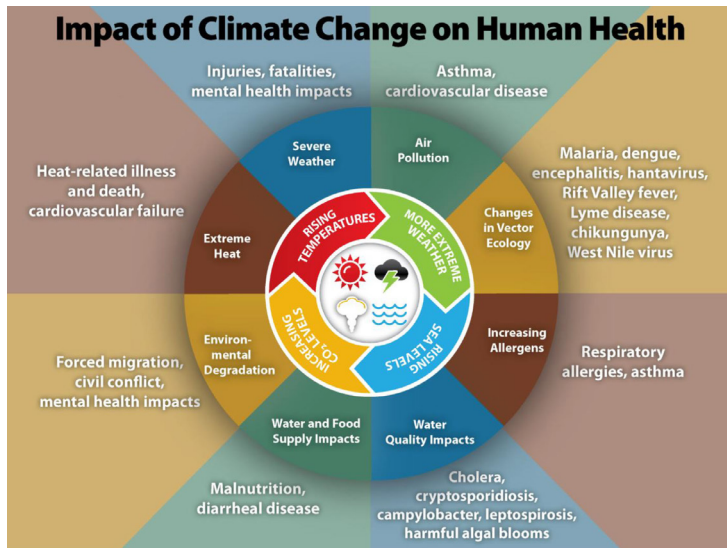 Impact of Climate Change on Human Health
Injuries, fatalities,
mental health impacts
Asthma,
cardiovascular disease
Severe
Weather
Air
Pollution
Heat-related illness
and death,
cardiovascular failure
Malaria, dengue,
encephalitis, hantavirus,
Rift Valley fever,
Lyme disease,
chikungunya,
West Nile virus
Extreme
Heat
RISING
TEMPERATURES
MORE EXTREME
WEATHER
Changes
in Vector
Ecology
Environ-
mental
Degradation
INCREASING
CO₂ LEVELS
RISING
SEA LEVELS
Increasing
Allergens
Forced migration,
civil conflict,
mental health impacts
Respiratory
allergies, asthma
Water and Food
Supply Impacts
Water
Quality Impacts
Malnutrition,
diarrheal disease
Cholera,
cryptosporidiosis,
campylobacter, leptospirosis,
harmful algal blooms